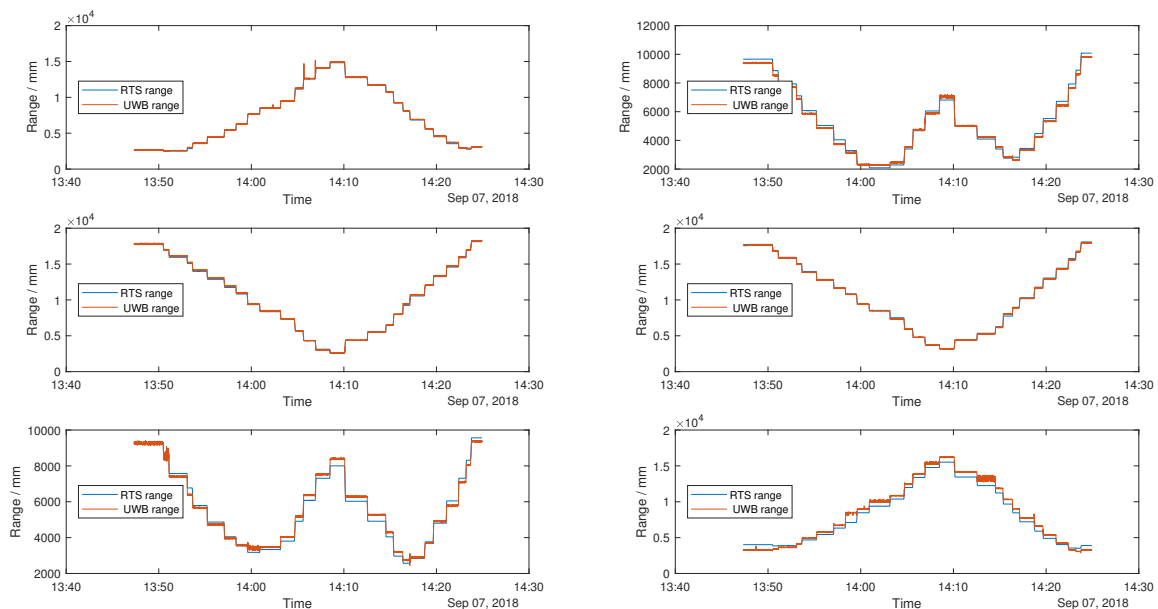 ×10⁴
2
1.5
1
0.5
0
Range / mm
RTS range
UWB range
13:40 13:50 14:00 14:10 14:20 14:30
Time
Sep 07, 2018
12000
10000
8000
6000
4000
2000
Range / mm
RTS range
UWB range
13:40 13:50 14:00 14:10 14:20 14:30
Time
Sep 07, 2018
×10⁴
2
1.5
1
0.5
0
Range / mm
RTS range
UWB range
13:40 13:50 14:00 14:10 14:20 14:30
Time
Sep 07, 2018
×10⁴
2
1.5
1
0.5
0
Range / mm
RTS range
UWB range
13:40 13:50 14:00 14:10 14:20 14:30
Time
Sep 07, 2018
10000
8000
6000
4000
2000
Range / mm
RTS range
UWB range
13:40 13:50 14:00 14:10 14:20 14:30
Time
Sep 07, 2018
×10⁴
2
1.5
1
0.5
0
Range / mm
RTS range
UWB range
13:40 13:50 14:00 14:10 14:20 14:30
Time
Sep 07, 2018